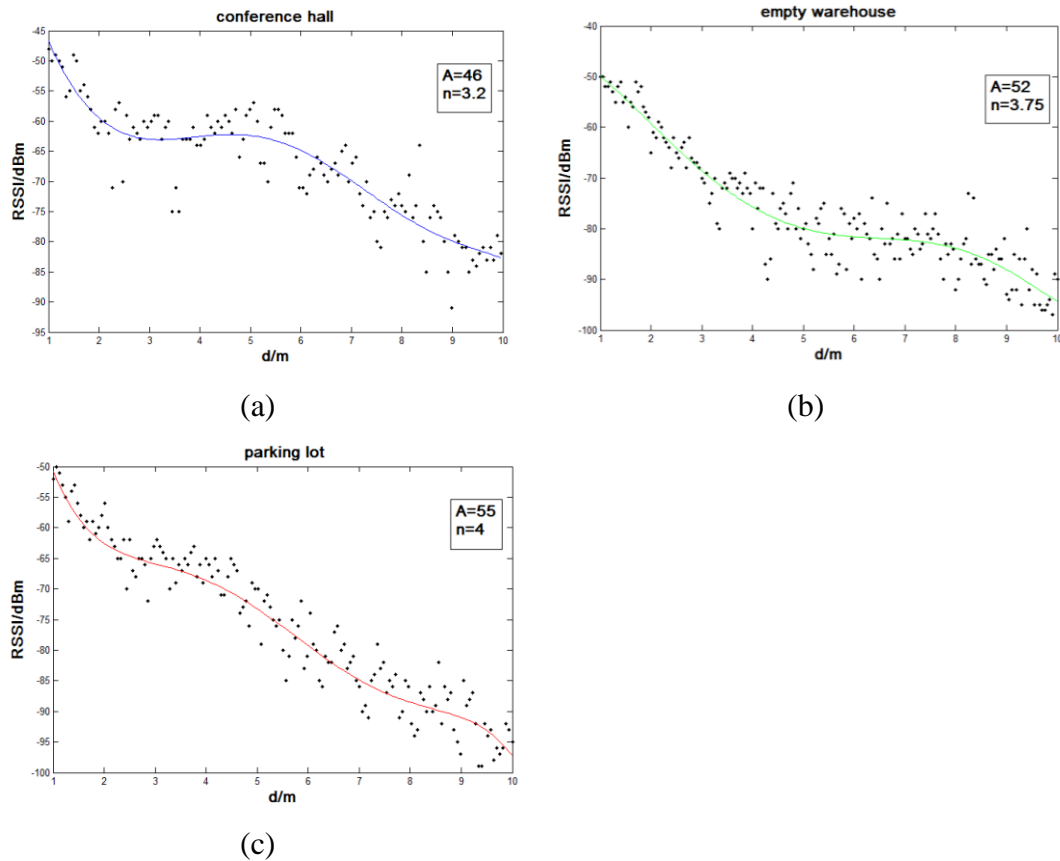 conference hall
-45
-50
-55
-60
-65
-70
-75
-80
-85
-90
-95
RSSI/dBm
A=46
n=3.2
1 2 3 4 5 6 7 8 9 10
d/m
(a)
empty warehouse
-40
-50
-60
-70
-80
-90
-100
RSSI/dBm
A=52
n=3.75
1 2 3 4 5 6 7 8 9 10
d/m
(b)
parking lot
-50
-55
-60
-65
-70
-75
-80
-85
-90
-95
-100
RSSI/dBm
A=55
n=4
1 2 3 4 5 6 7 8 9 10
d/m
(c)